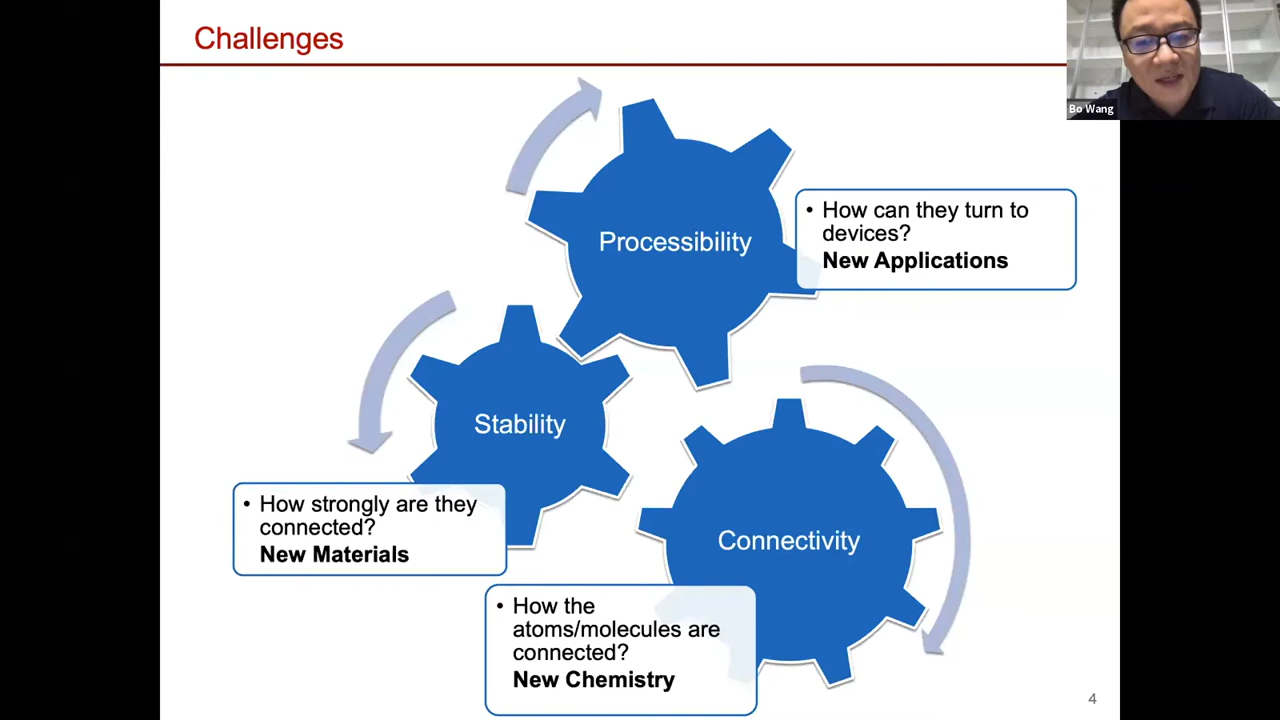 Challenges
Bo Wang
Processibility
• How can they turn to
devices?
New Applications
Stability
• How strongly are they
connected?
New Materials
Connectivity
• How the
atoms/molecules are
connected?
New Chemistry
4